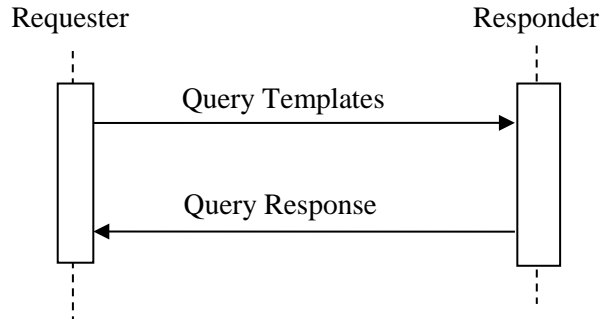 Requester
Responder
Query Templates
Query Response